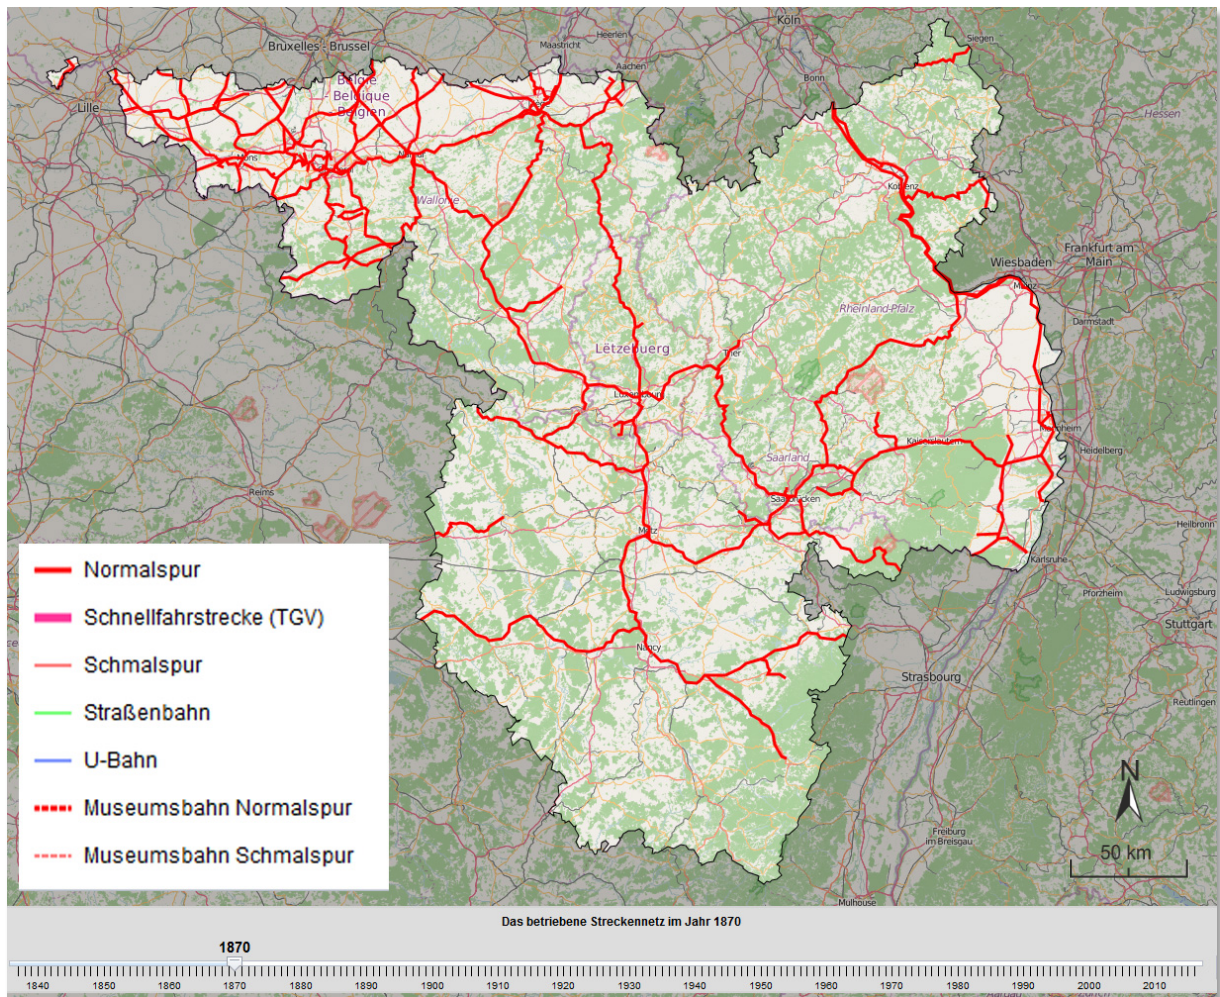 Köln
Siegen
Heerlen
Maastricht
Bruxelles - Brussel
Aachen
Bonn
België
- Belgique
- Belgien
Lille
Hessen
Mons
Wallonie
Koblenz
Frankfurt am
Main
Wiesbaden
Mainz
Rheinland-Pfalz
Darmstadt
Lëtzebuerg
Trier
Luxembourg
Mannheim
Kaiserslautern
Heidelberg
Saarland
Reims
Saarbrücken
Heilbronn
Metz
Karlsruhe
Pforzheim
Ludwigsburg
Stuttgart
Nancy
Strasbourg
Reutlingen
Freiburg
im Breisgau
Mulhouse
Normalspur
Schnellfahrstrecke (TGV)
Schmalspur
Straßenbahn
U-Bahn
Museumsbahn Normalspur
Museumsbahn Schmalspur
N
50 km
Das betriebene Streckennetz im Jahr 1870
1870
1840 1850 1860 1870 1880 1890 1900 1910 1920 1930 1940 1950 1960 1970 1980 1990 2000 2010